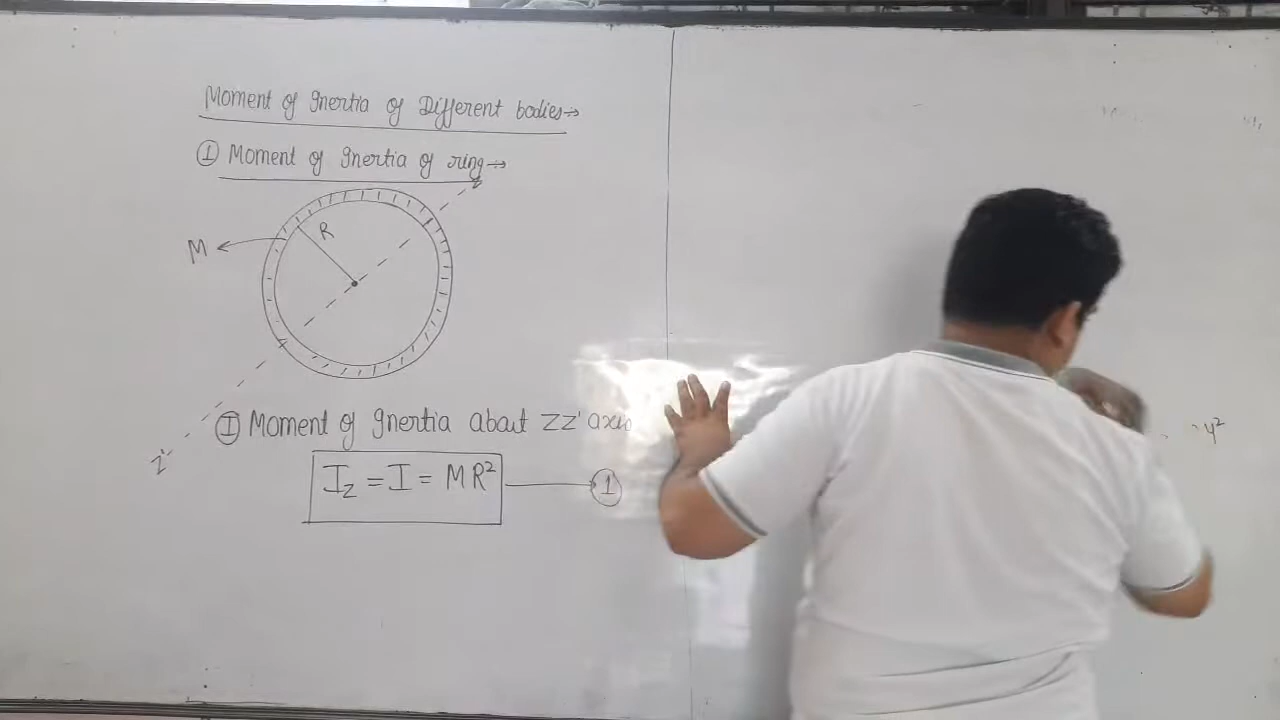 Moment of Inertia of Different bodies→
① Moment of Inertia of ring→
R
M
Z'
Ⓘ Moment of Inertia about ZZ' axis
I_Z = I = MR² ①
y²